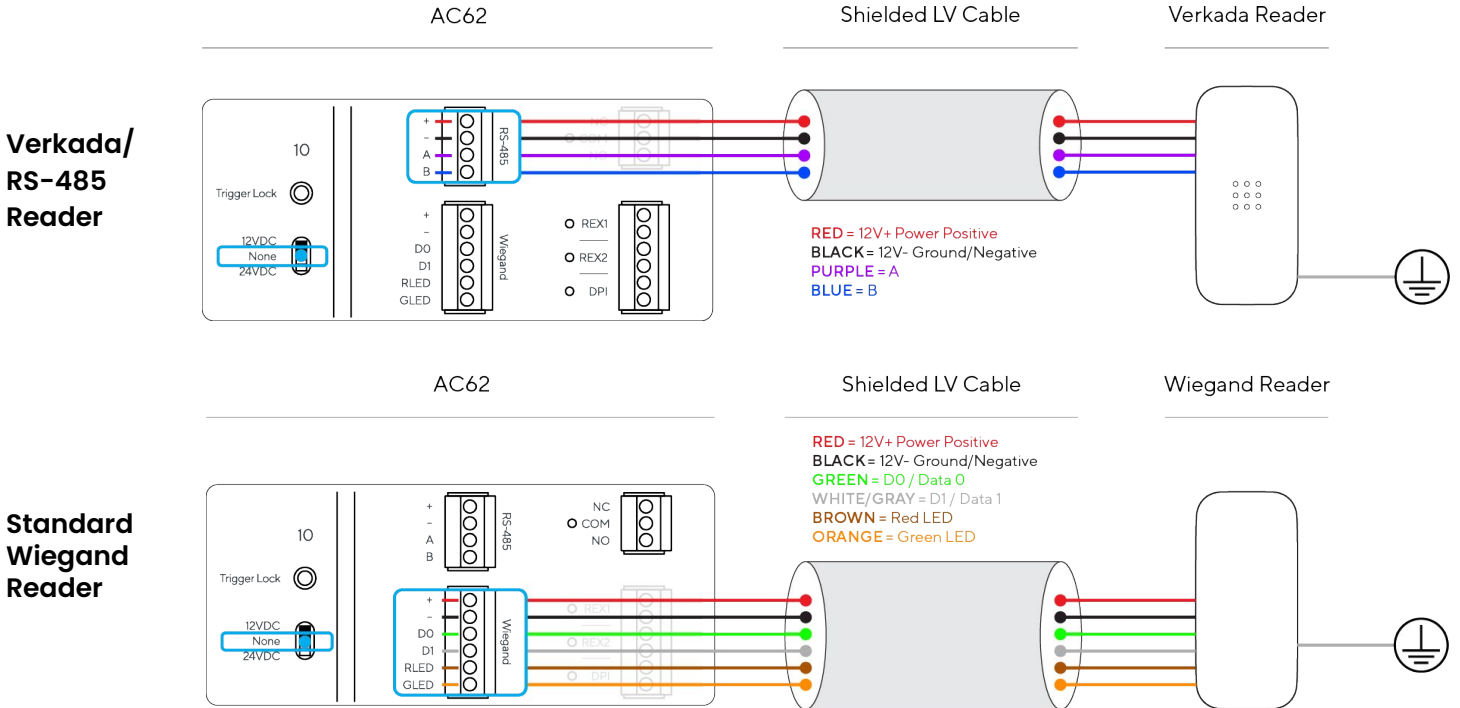 AC62
Shielded LV Cable
Verkada Reader
Verkada/
RS-485
Reader
10
Trigger Lock
12VDC
None
24VDC
+
-
A
B
RS-485
NC
COM
NO
+
-
D0
D1
RLED
GLED
Wiegand
REX1
REX2
DPI
RED = 12V+ Power Positive
BLACK = 12V- Ground/Negative
PURPLE = A
BLUE = B
AC62
Shielded LV Cable
Wiegand Reader
Standard
Wiegand
Reader
10
Trigger Lock
12VDC
None
24VDC
+
-
A
B
RS-485
NC
COM
NO
+
-
D0
D1
RLED
GLED
Wiegand
REX1
REX2
DPI
RED = 12V+ Power Positive
BLACK = 12V- Ground/Negative
GREEN = D0 / Data 0
WHITE/GRAY = D1 / Data 1
BROWN = Red LED
ORANGE = Green LED